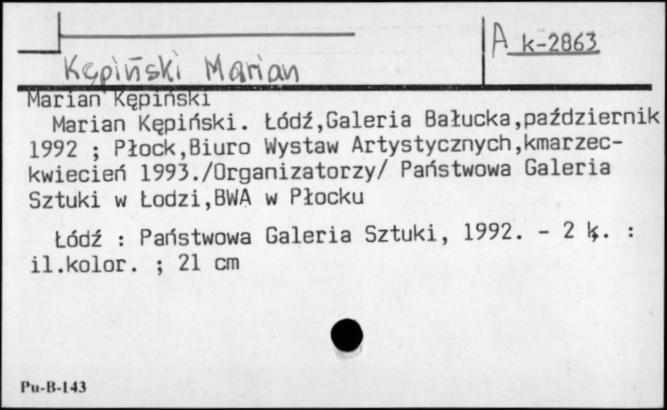 A k-2863
Kępiński Marian
Marian Kępiński
Marian Kępiński. Łódź,Galeria Bałucka,październik
1992 ; Płock,Biuro Wystaw Artystycznych,kmarzec-
kwiecień 1993./Organizatorzy/ Państwowa Galeria
Sztuki w Łodzi,BWA w Płocku
Łódź : Państwowa Galeria Sztuki, 1992. - 2 k. :
il.kolor. ; 21 cm
Pu-B-143